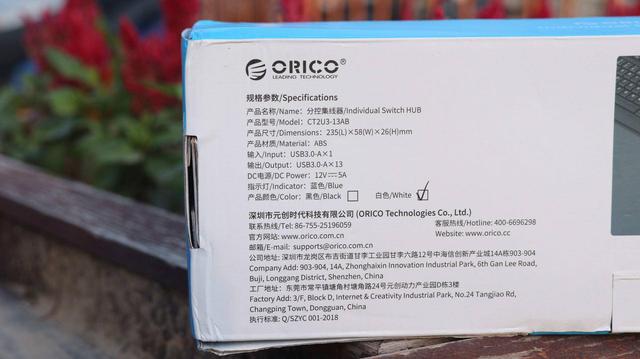 ORICO®
LEADING TECHNOLOGY
规格参数/Specifications
产品名称/Name: 分控集线器/Individual Switch HUB
产品型号/Model: CT2U3-13AB
产品尺寸/Dimensions: 235(L)×58(W)×26(H)mm
产品材质/Material: ABS
输入/Input: USB3.0-A×1
输出/Output: USB3.0-A×13
DC电源/DC Power: 12V⎓5A
指示灯/Indicator: 蓝色/Blue
产品颜色/Color: 黑色/Black 白色/White
深圳市元创时代科技有限公司 (ORICO Technologies Co., Ltd.)
联系热线/Tel: 86-755-25196059 客服热线/Hotline: 400-6696298
官方网站: www.orico.com.cn Website: www.orico.cc
邮箱/E-mail: supports@orico.com.cn
公司地址: 深圳市龙岗区布吉街道甘李工业园甘李六路12号中海信创新产业城14A栋903-904
Company Add: 903-904, 14A, Zhonghaixin Innovation Industrial Park, 6th Gan Lee Road,
Buji, Longgang District, Shenzhen, China
工厂地址: 东莞市常平镇塘角村塘角路24号元创动力产业园D栋3楼
Factory Add: 3/F, Block D, Internet & Creativity Industrial Park, No.24 Tangjiao Rd,
Changping Town, Dongguan, China
执行标准: Q/SZYC 001-2018